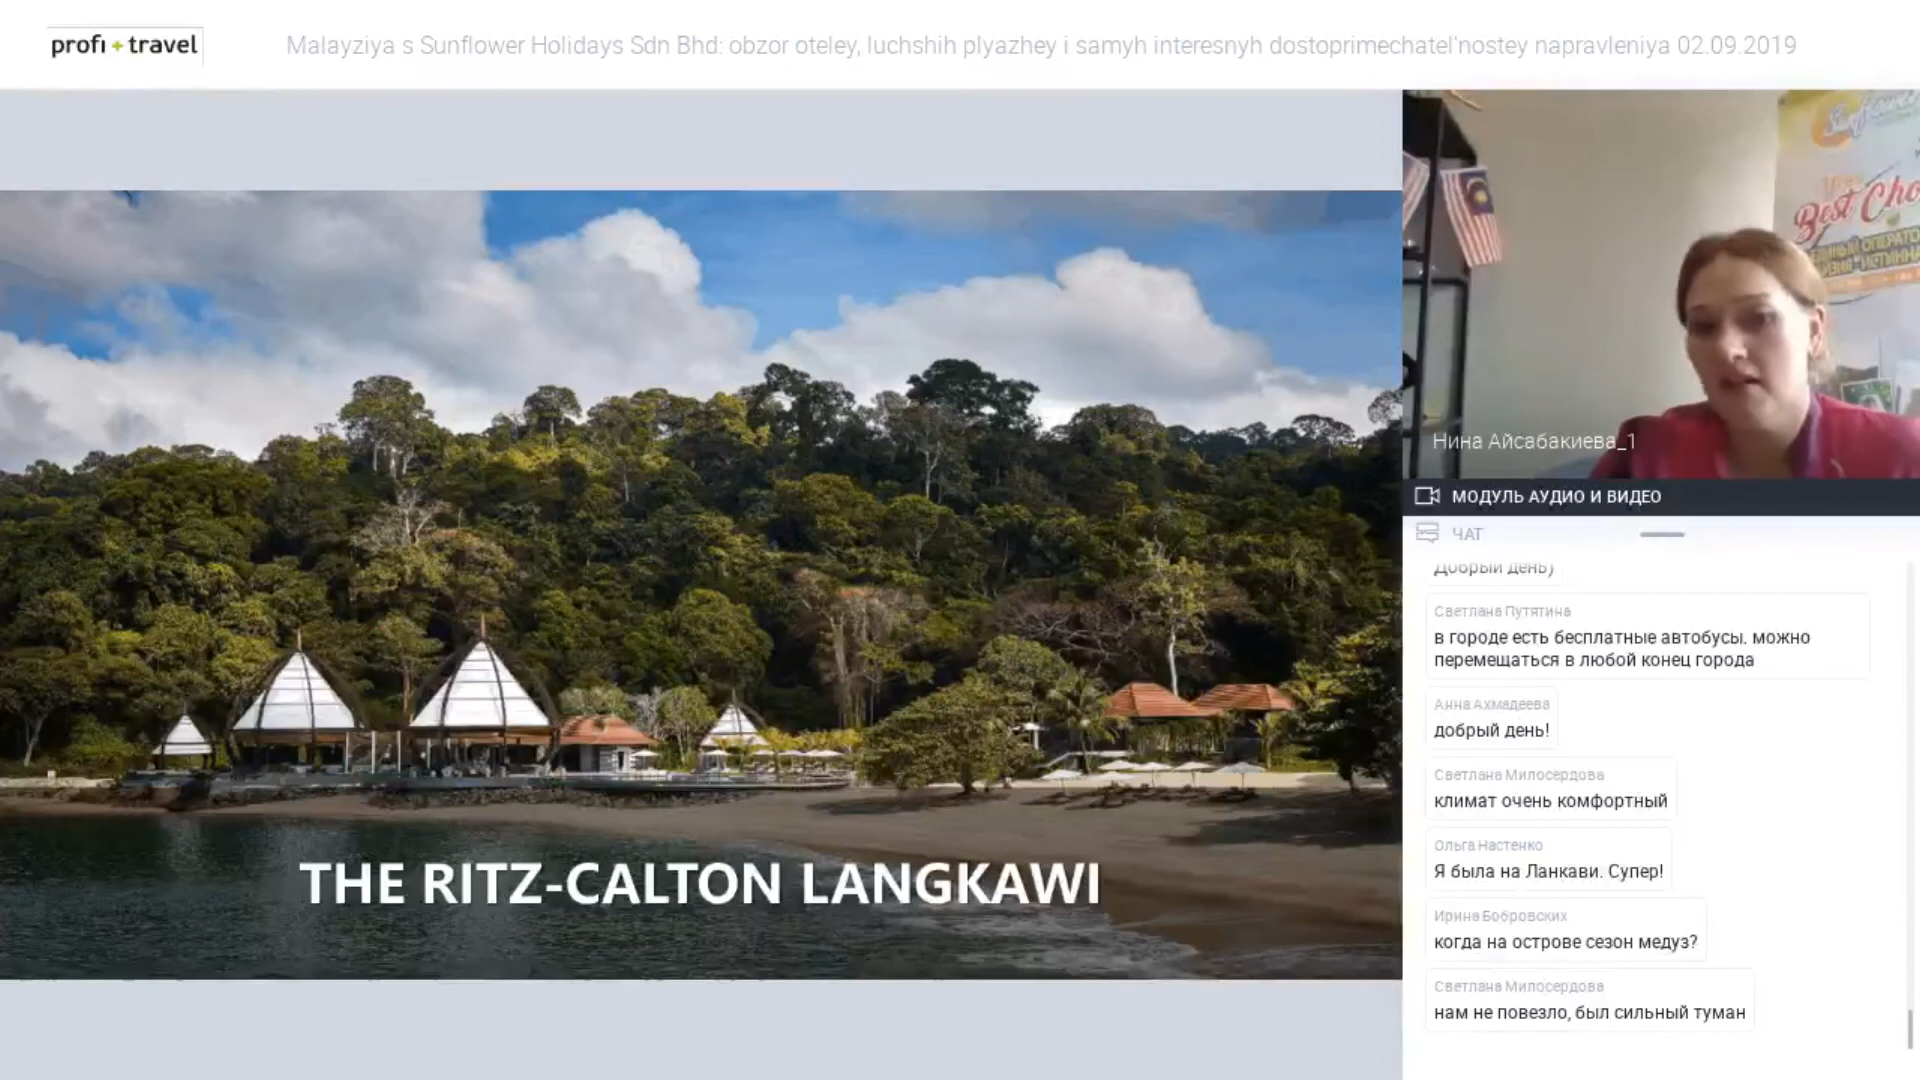 profi + travel
Malayziya s Sunflower Holidays Sdn Bhd: obzor oteley, luchshih plyazhey i samyh interesnyh dostoprimechatel'nostey napravleniya 02.09.2019
Best Cho
Нина Айсабакиева_1
МОДУЛЬ АУДИО И ВИДЕО
ЧАТ
Добрый день)
Светлана Путятина
в городе есть бесплатные автобусы. можно
перемещаться в любой конец города
Анна Ахмадеева
добрый день!
Светлана Милосердова
климат очень комфортный
Ольга Настенко
Я была на Ланкави. Супер!
Ирина Бобровских
когда на острове сезон медуз?
Светлана Милосердова
нам не повезло, был сильный туман
THE RITZ-CALTON LANGKAWI